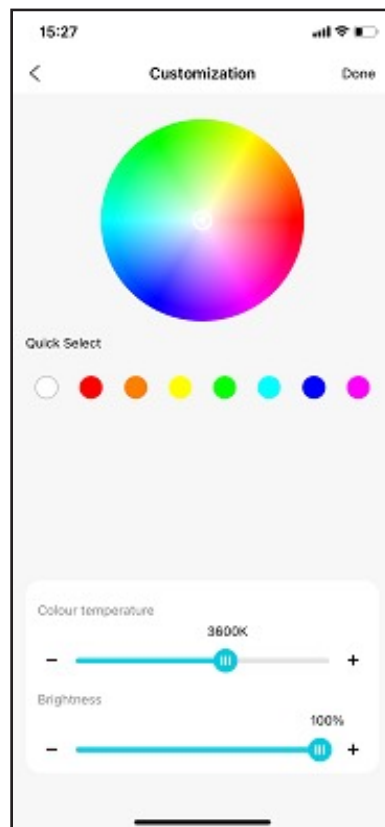 15:27
Customization Done
Quick Select
Colour temperature
3600K
− +
Brightness
100%
− +